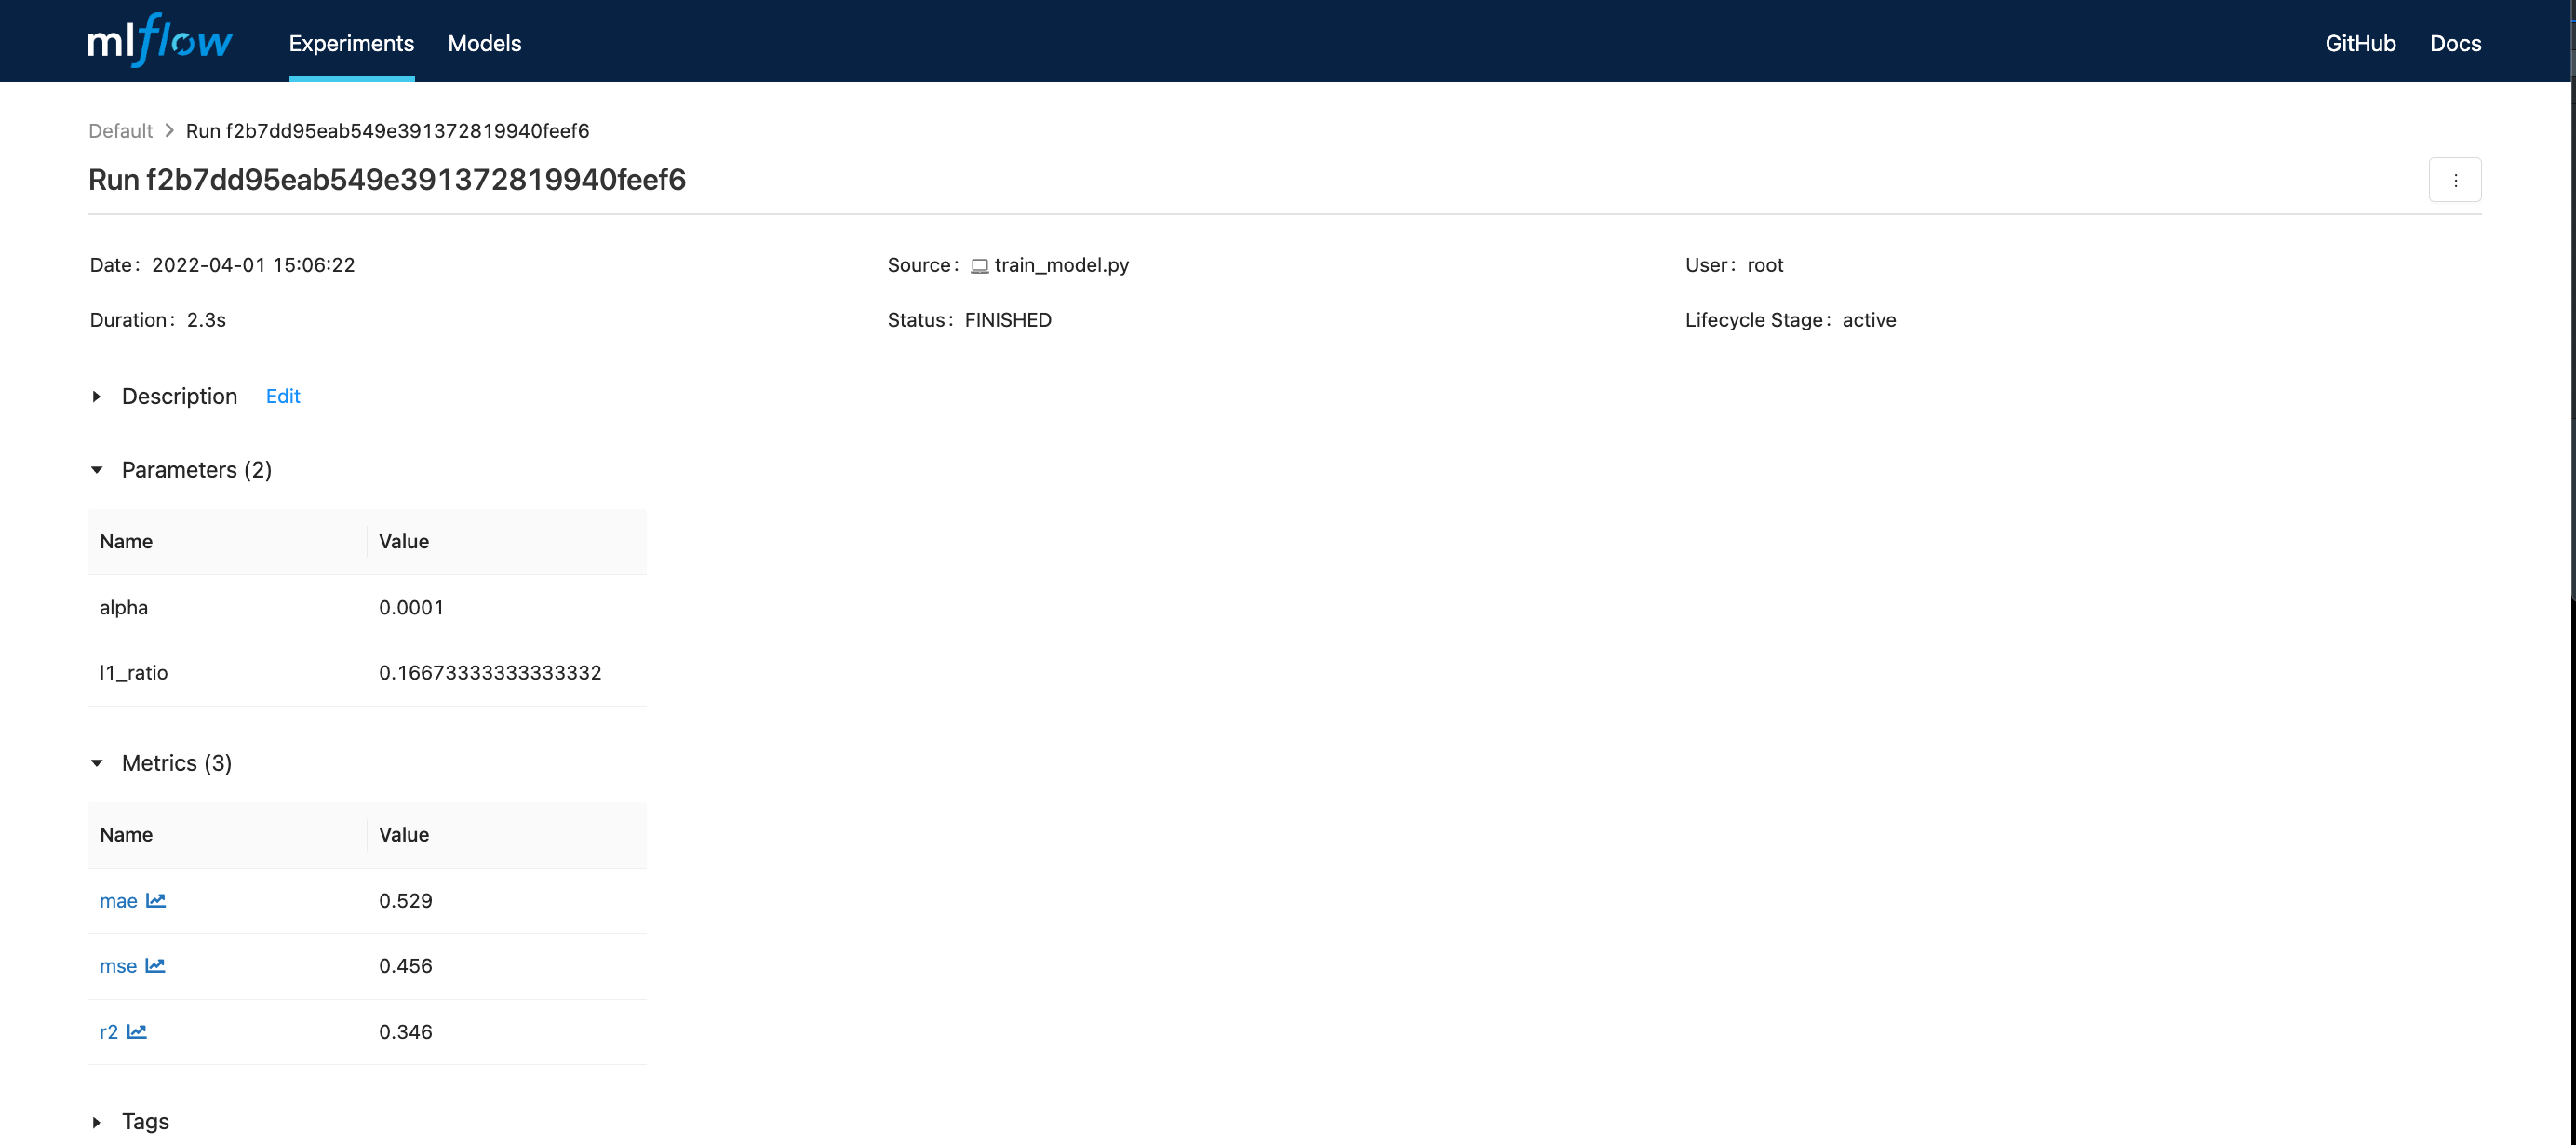 mlflow Experiments Models GitHub Docs
Default > Run f2b7dd95eab549e391372819940feef6
Run f2b7dd95eab549e391372819940feef6
Date: 2022-04-01 15:06:22 Source: train_model.py User: root
Duration: 2.3s Status: FINISHED Lifecycle Stage: active
Description Edit
Parameters (2)
Name Value
alpha 0.0001
l1_ratio 0.16673333333333332
Metrics (3)
Name Value
mae 0.529
mse 0.456
r2 0.346
Tags